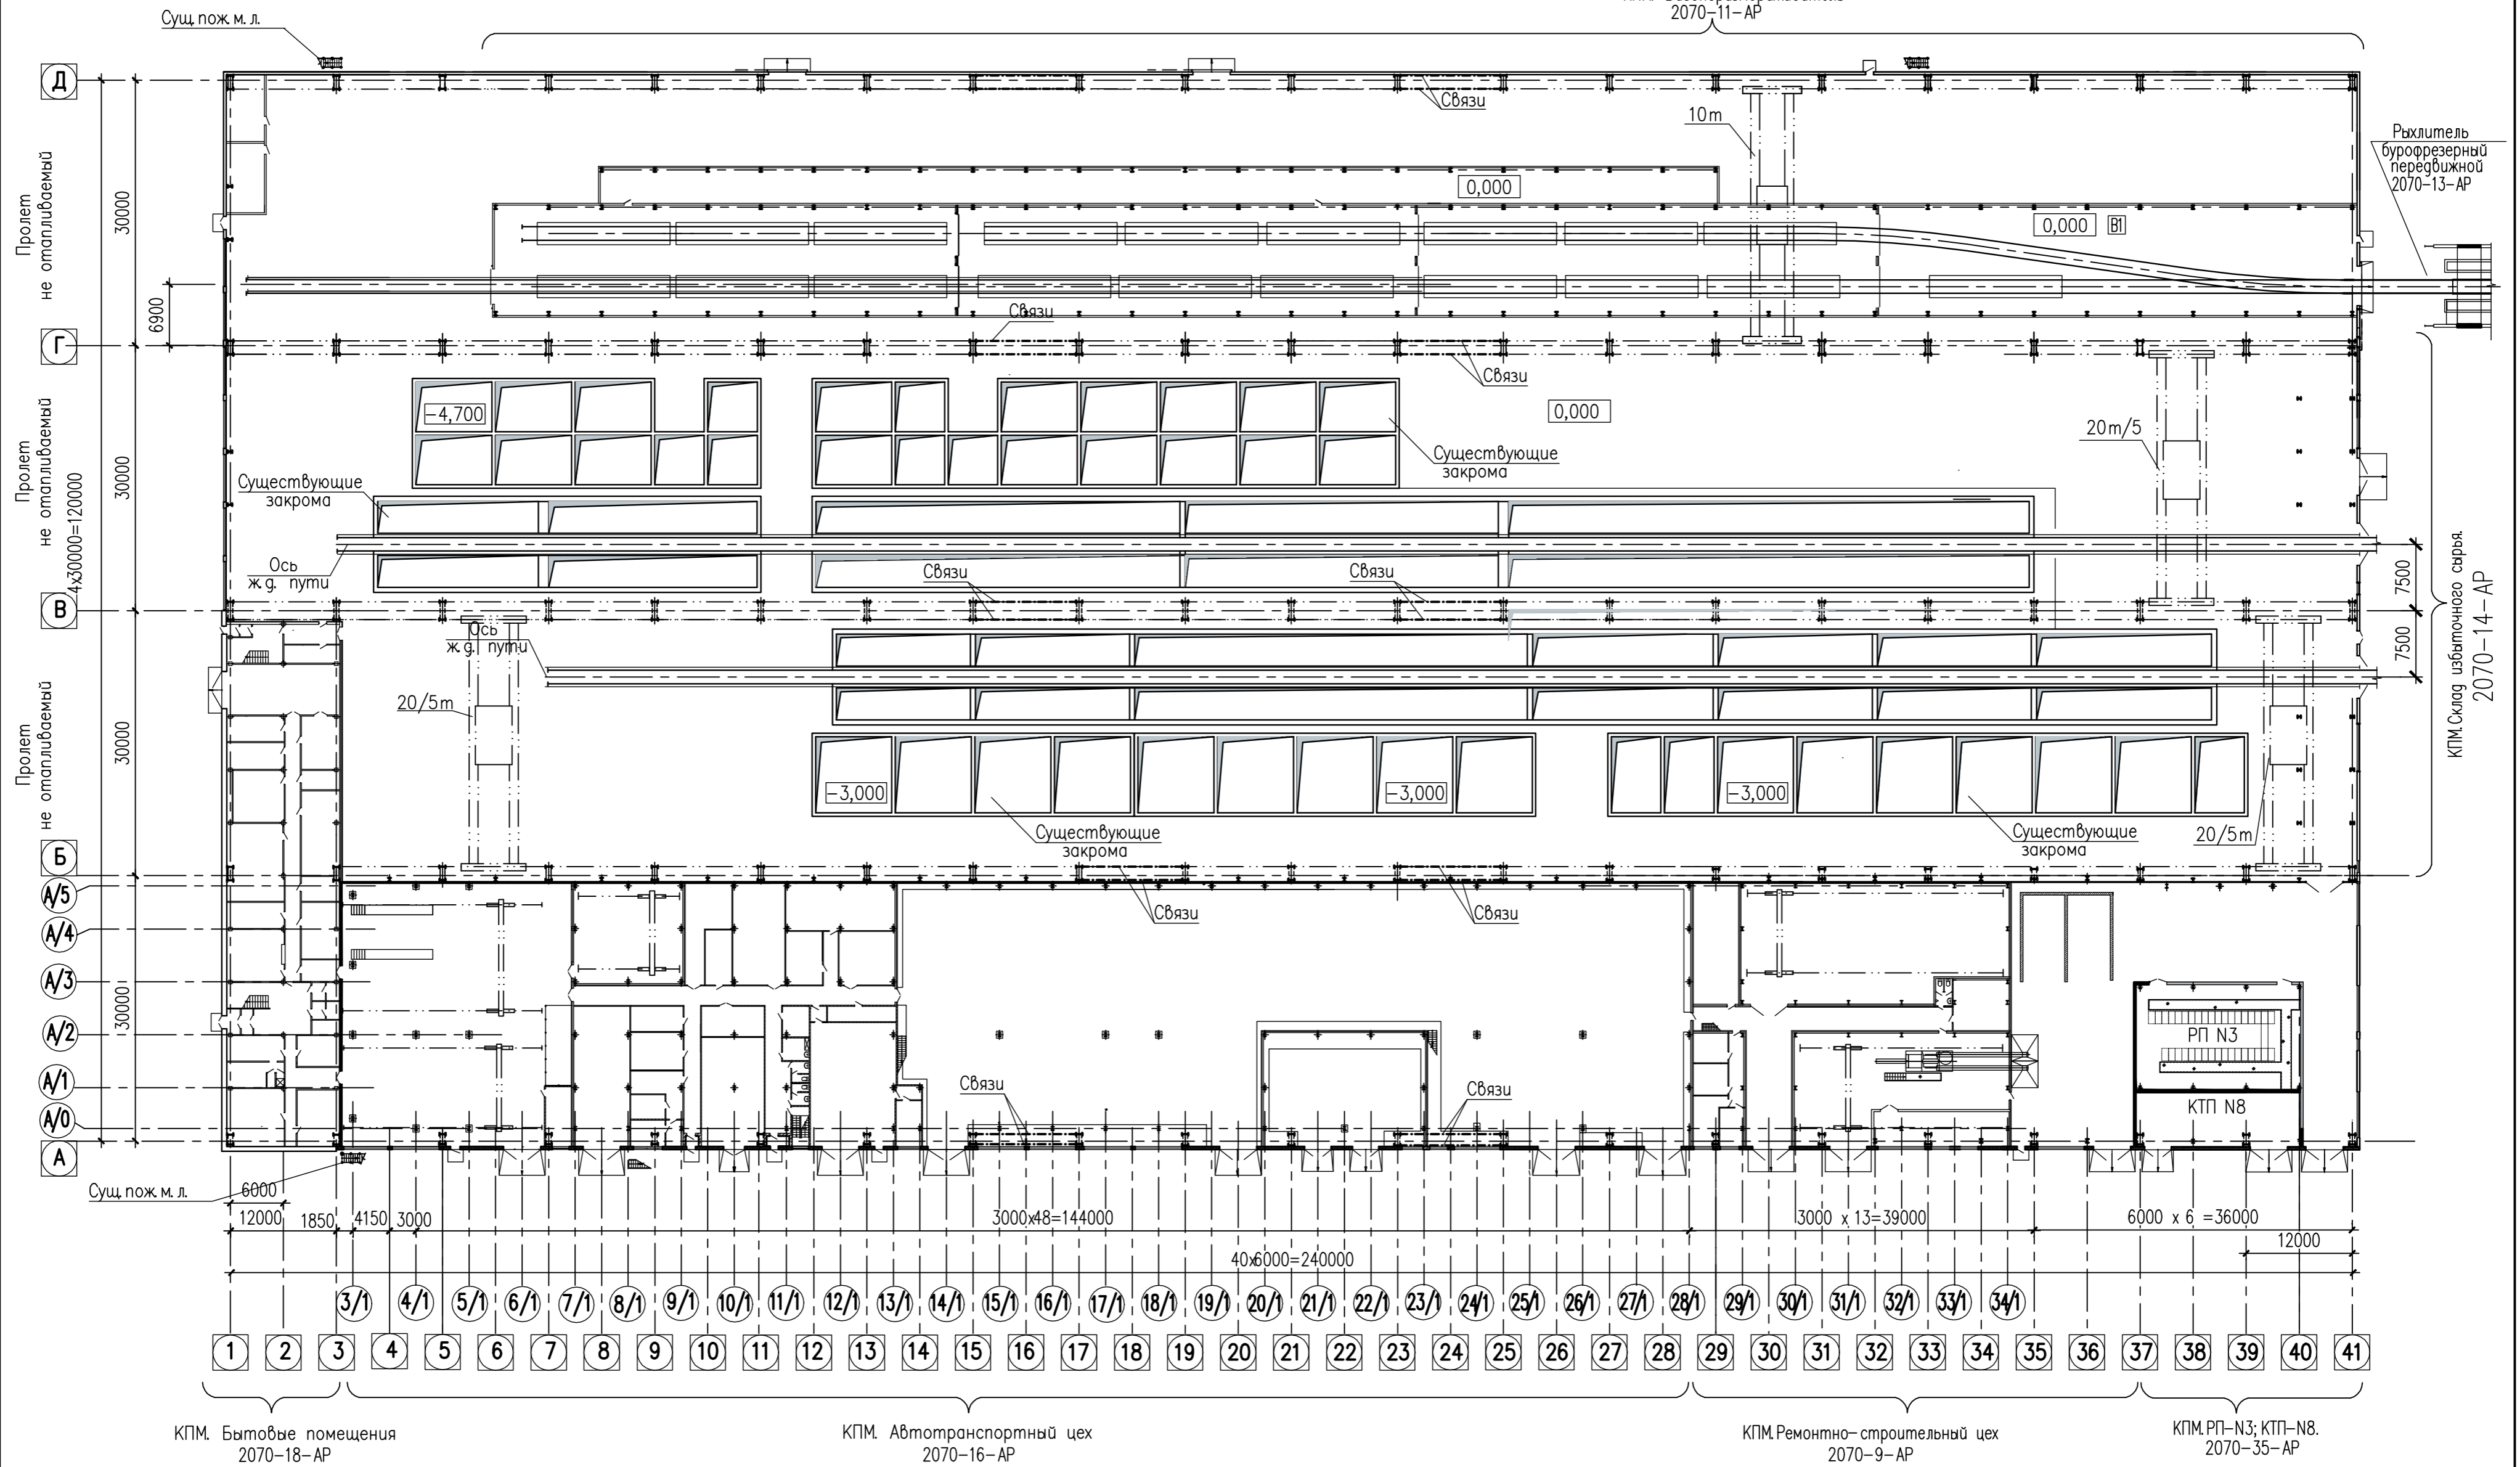 2070-11-АР
Сущ. пож. м. л.
Д
Связи
10т
Рыхлитель
бурофрезерный
передвижной
2070-13-АР
Пролет
не отапливаемый
30000
0,000
0,000
В1
6900
Связи
Г
Связи
-4,700
0,000
Существующие
закрома
20т/5
Пролет
не отапливаемый
30000
4х30000=120000
Существующие
закрома
Ось
ж.д. пути
Связи
Связи
7500
КПМ. Склад избыточного сырья.
2070-14-АР
В
Ось
ж.д. пути
7500
20/5т
Пролет
не отапливаемый
30000
-3,000
-3,000
-3,000
Существующие
закрома
Существующие
закрома
20/5т
Б
А/5
Связи
Связи
А/4
А/3
30000
А/2
РП N3
А/1
Связи
Связи
КТП N8
А/0
А
Сущ. пож. м. л.
6000
12000
1850
4150
3000
3000х48=144000
3000 х 13=39000
6000 х 6 =36000
12000
40х6000=240000
3/1 4/1 5/1 6/1 7/1 8/1 9/1 10/1 11/1 12/1 13/1 14/1 15/1 16/1 17/1 18/1 19/1 20/1 21/1 22/1 23/1 24/1 25/1 26/1 27/1 28/1 29/1 30/1 31/1 32/1 33/1 34/1
1 2 3 4 5 6 7 8 9 10 11 12 13 14 15 16 17 18 19 20 21 22 23 24 25 26 27 28 29 30 31 32 33 34 35 36 37 38 39 40 41
КПМ. Бытовые помещения
2070-18-АР
КПМ. Автотранспортный цех
2070-16-АР
КПМ. Ремонтно-строительный цех
2070-9-АР
КПМ. РП-N3; КТП-N8.
2070-35-АР